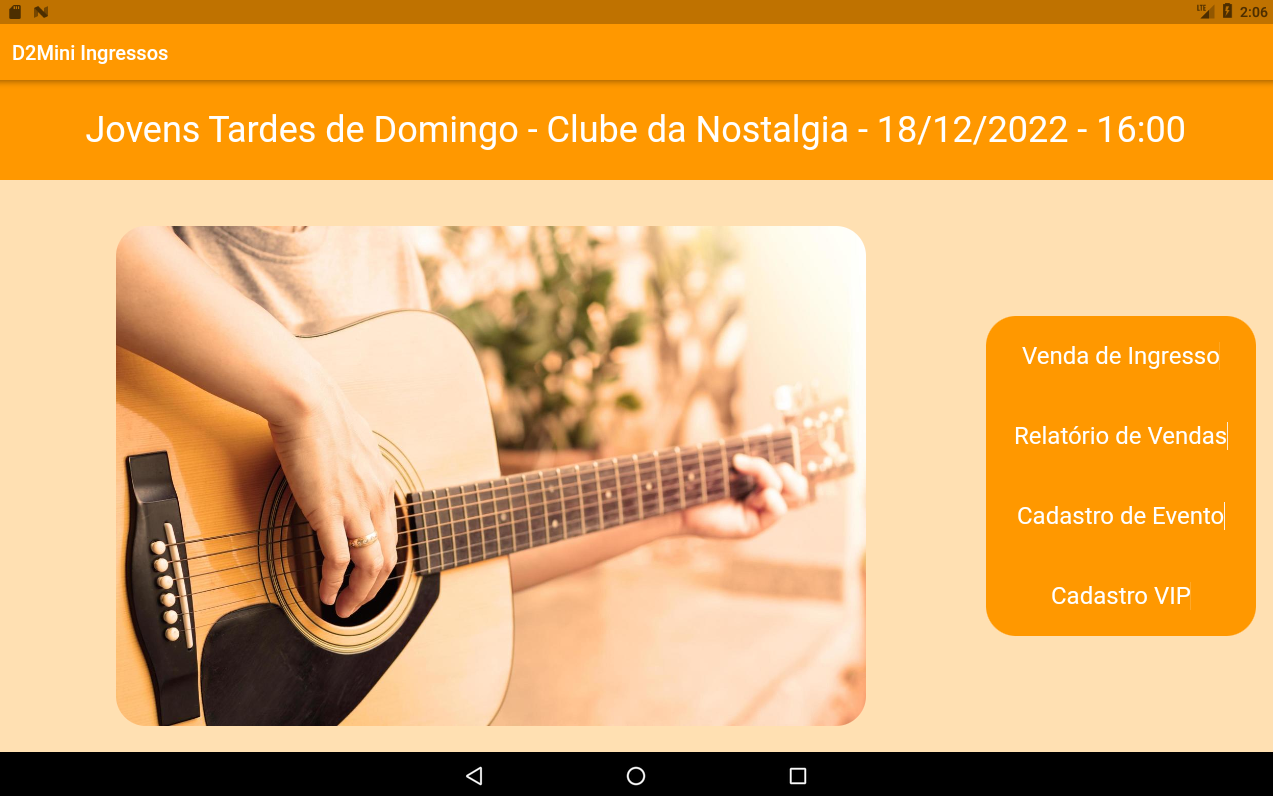 LTE 2:06
D2Mini Ingressos
Jovens Tardes de Domingo - Clube da Nostalgia - 18/12/2022 - 16:00
Venda de Ingresso
Relatório de Vendas
Cadastro de Evento
Cadastro VIP